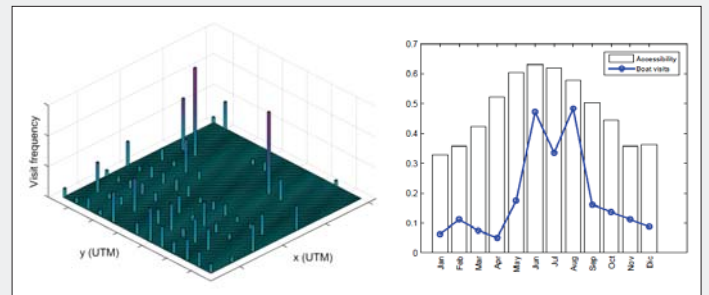 Visit frequency
y (UTM)
x (UTM)
0.7
0.6
0.5
0.4
0.3
0.2
0.1
0
Accessibility
Boat visits
Jan
Feb
Mar
Apr
May
Jun
Jul
Aug
Sep
Oct
Nov
Dic